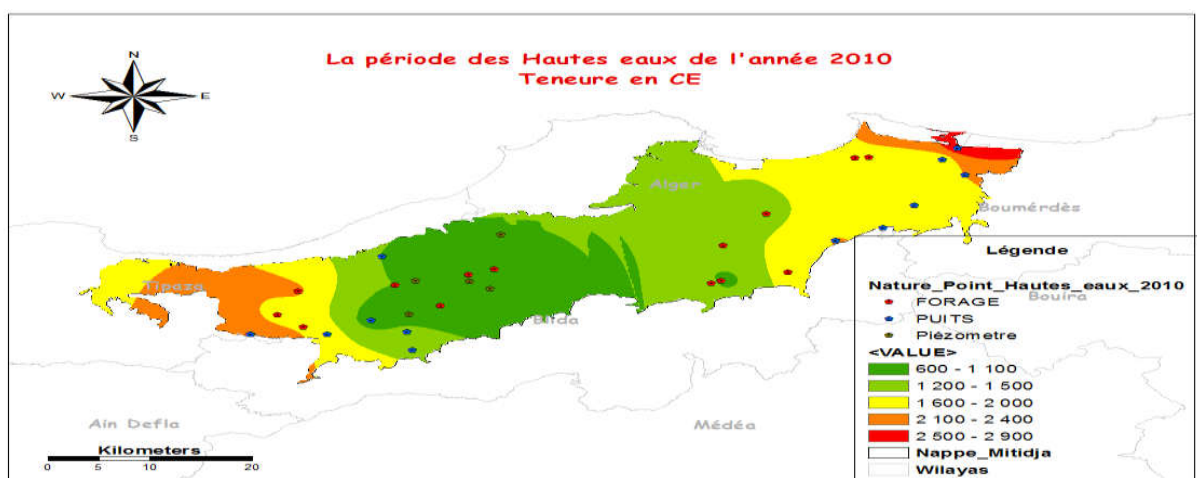 La période des Hautes eaux de l'année 2010
Teneure en CE
N
W E
S
Alger
Boumérdès
Tipaza
Blida
Bouira
Ain Defla
Médéa
Kilometers
0 5 10 20
Légende
Nature_Point_Hautes_eaux_2010
FORAGE
PUITS
Piézometre
<VALUE>
600 - 1 100
1 200 - 1 500
1 600 - 2 000
2 100 - 2 400
2 500 - 2 900
Nappe_Mitidja
Wilayas